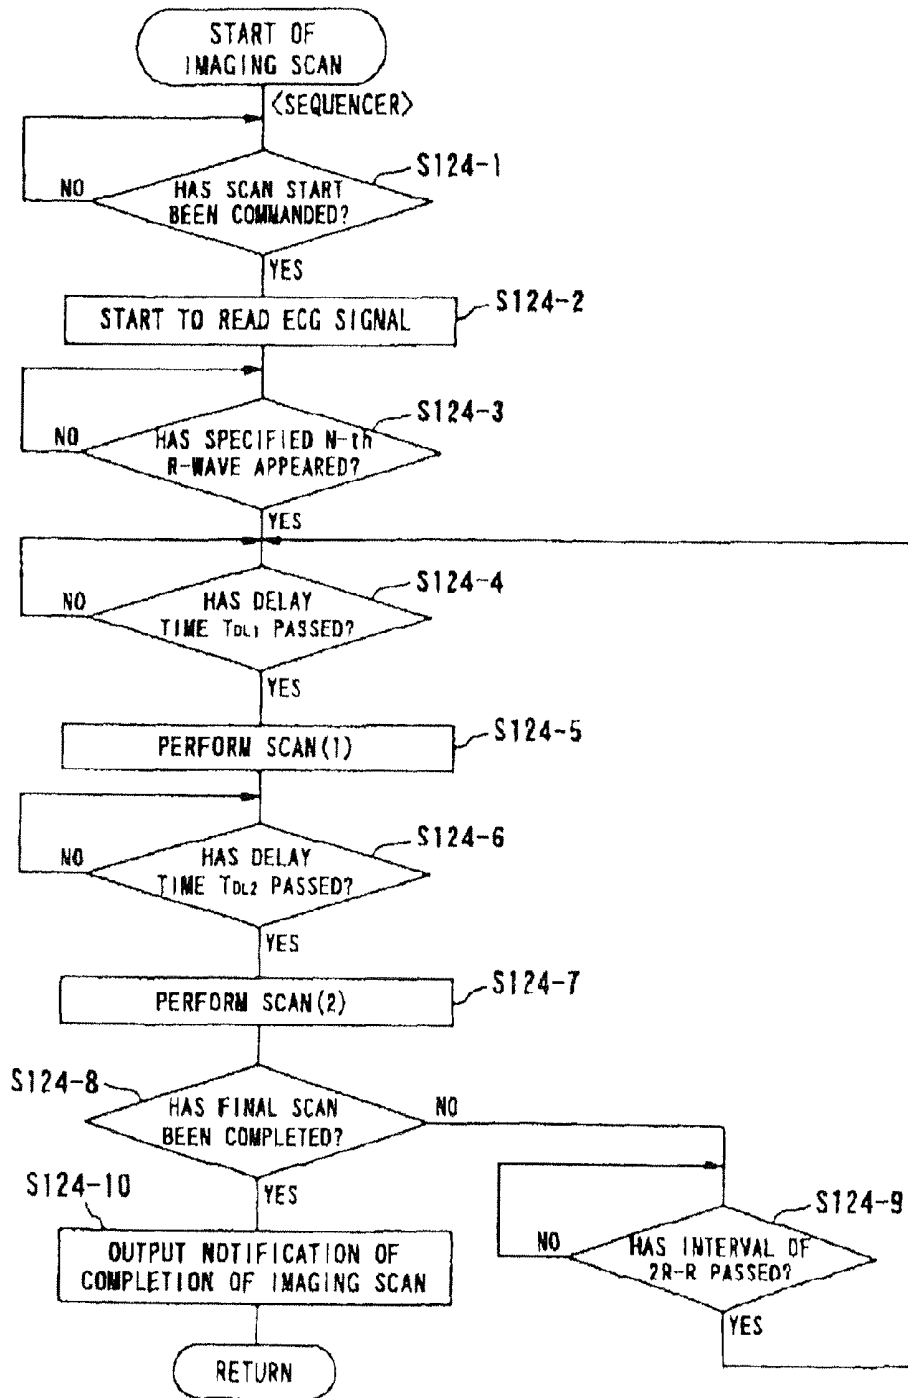 START OF
IMAGING SCAN
<SEQUENCER>
S124-1
NO
HAS SCAN START
BEEN COMMANDED?
YES
S124-2
START TO READ ECG SIGNAL
S124-3
NO
HAS SPECIFIED N-th
R-WAVE APPEARED?
YES
S124-4
NO
HAS DELAY
TIME TDL1 PASSED?
YES
S124-5
PERFORM SCAN(1)
S124-6
NO
HAS DELAY
TIME TDL2 PASSED?
YES
S124-7
PERFORM SCAN(2)
S124-8
HAS FINAL SCAN
BEEN COMPLETED?
NO
YES
S124-9
NO
HAS INTERVAL OF
2R-R PASSED?
YES
S124-10
OUTPUT NOTIFICATION OF
COMPLETION OF IMAGING SCAN
RETURN